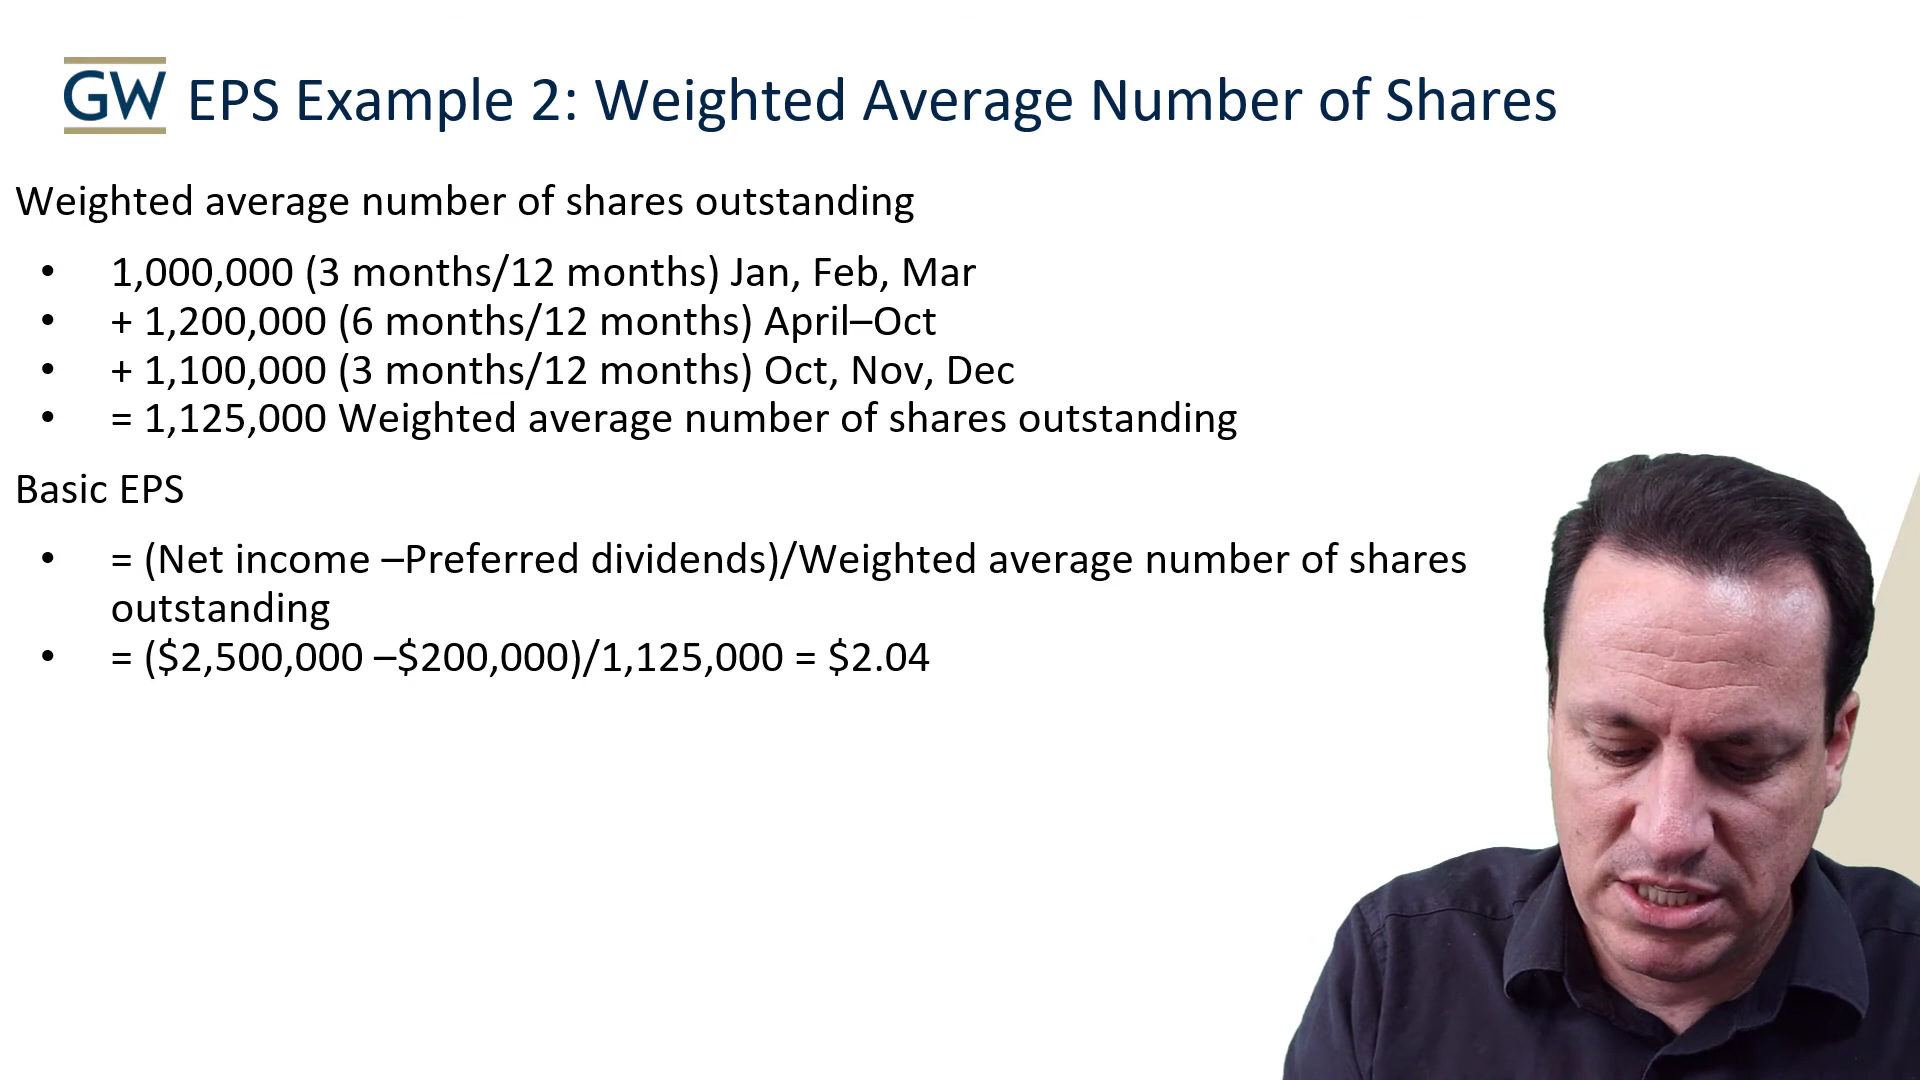 GW EPS Example 2: Weighted Average Number of Shares
Weighted average number of shares outstanding
• 1,000,000 (3 months/12 months) Jan, Feb, Mar
• + 1,200,000 (6 months/12 months) April–Oct
• + 1,100,000 (3 months/12 months) Oct, Nov, Dec
• = 1,125,000 Weighted average number of shares outstanding
Basic EPS
• = (Net income –Preferred dividends)/Weighted average number of shares
outstanding
• = ($2,500,000 –$200,000)/1,125,000 = $2.04